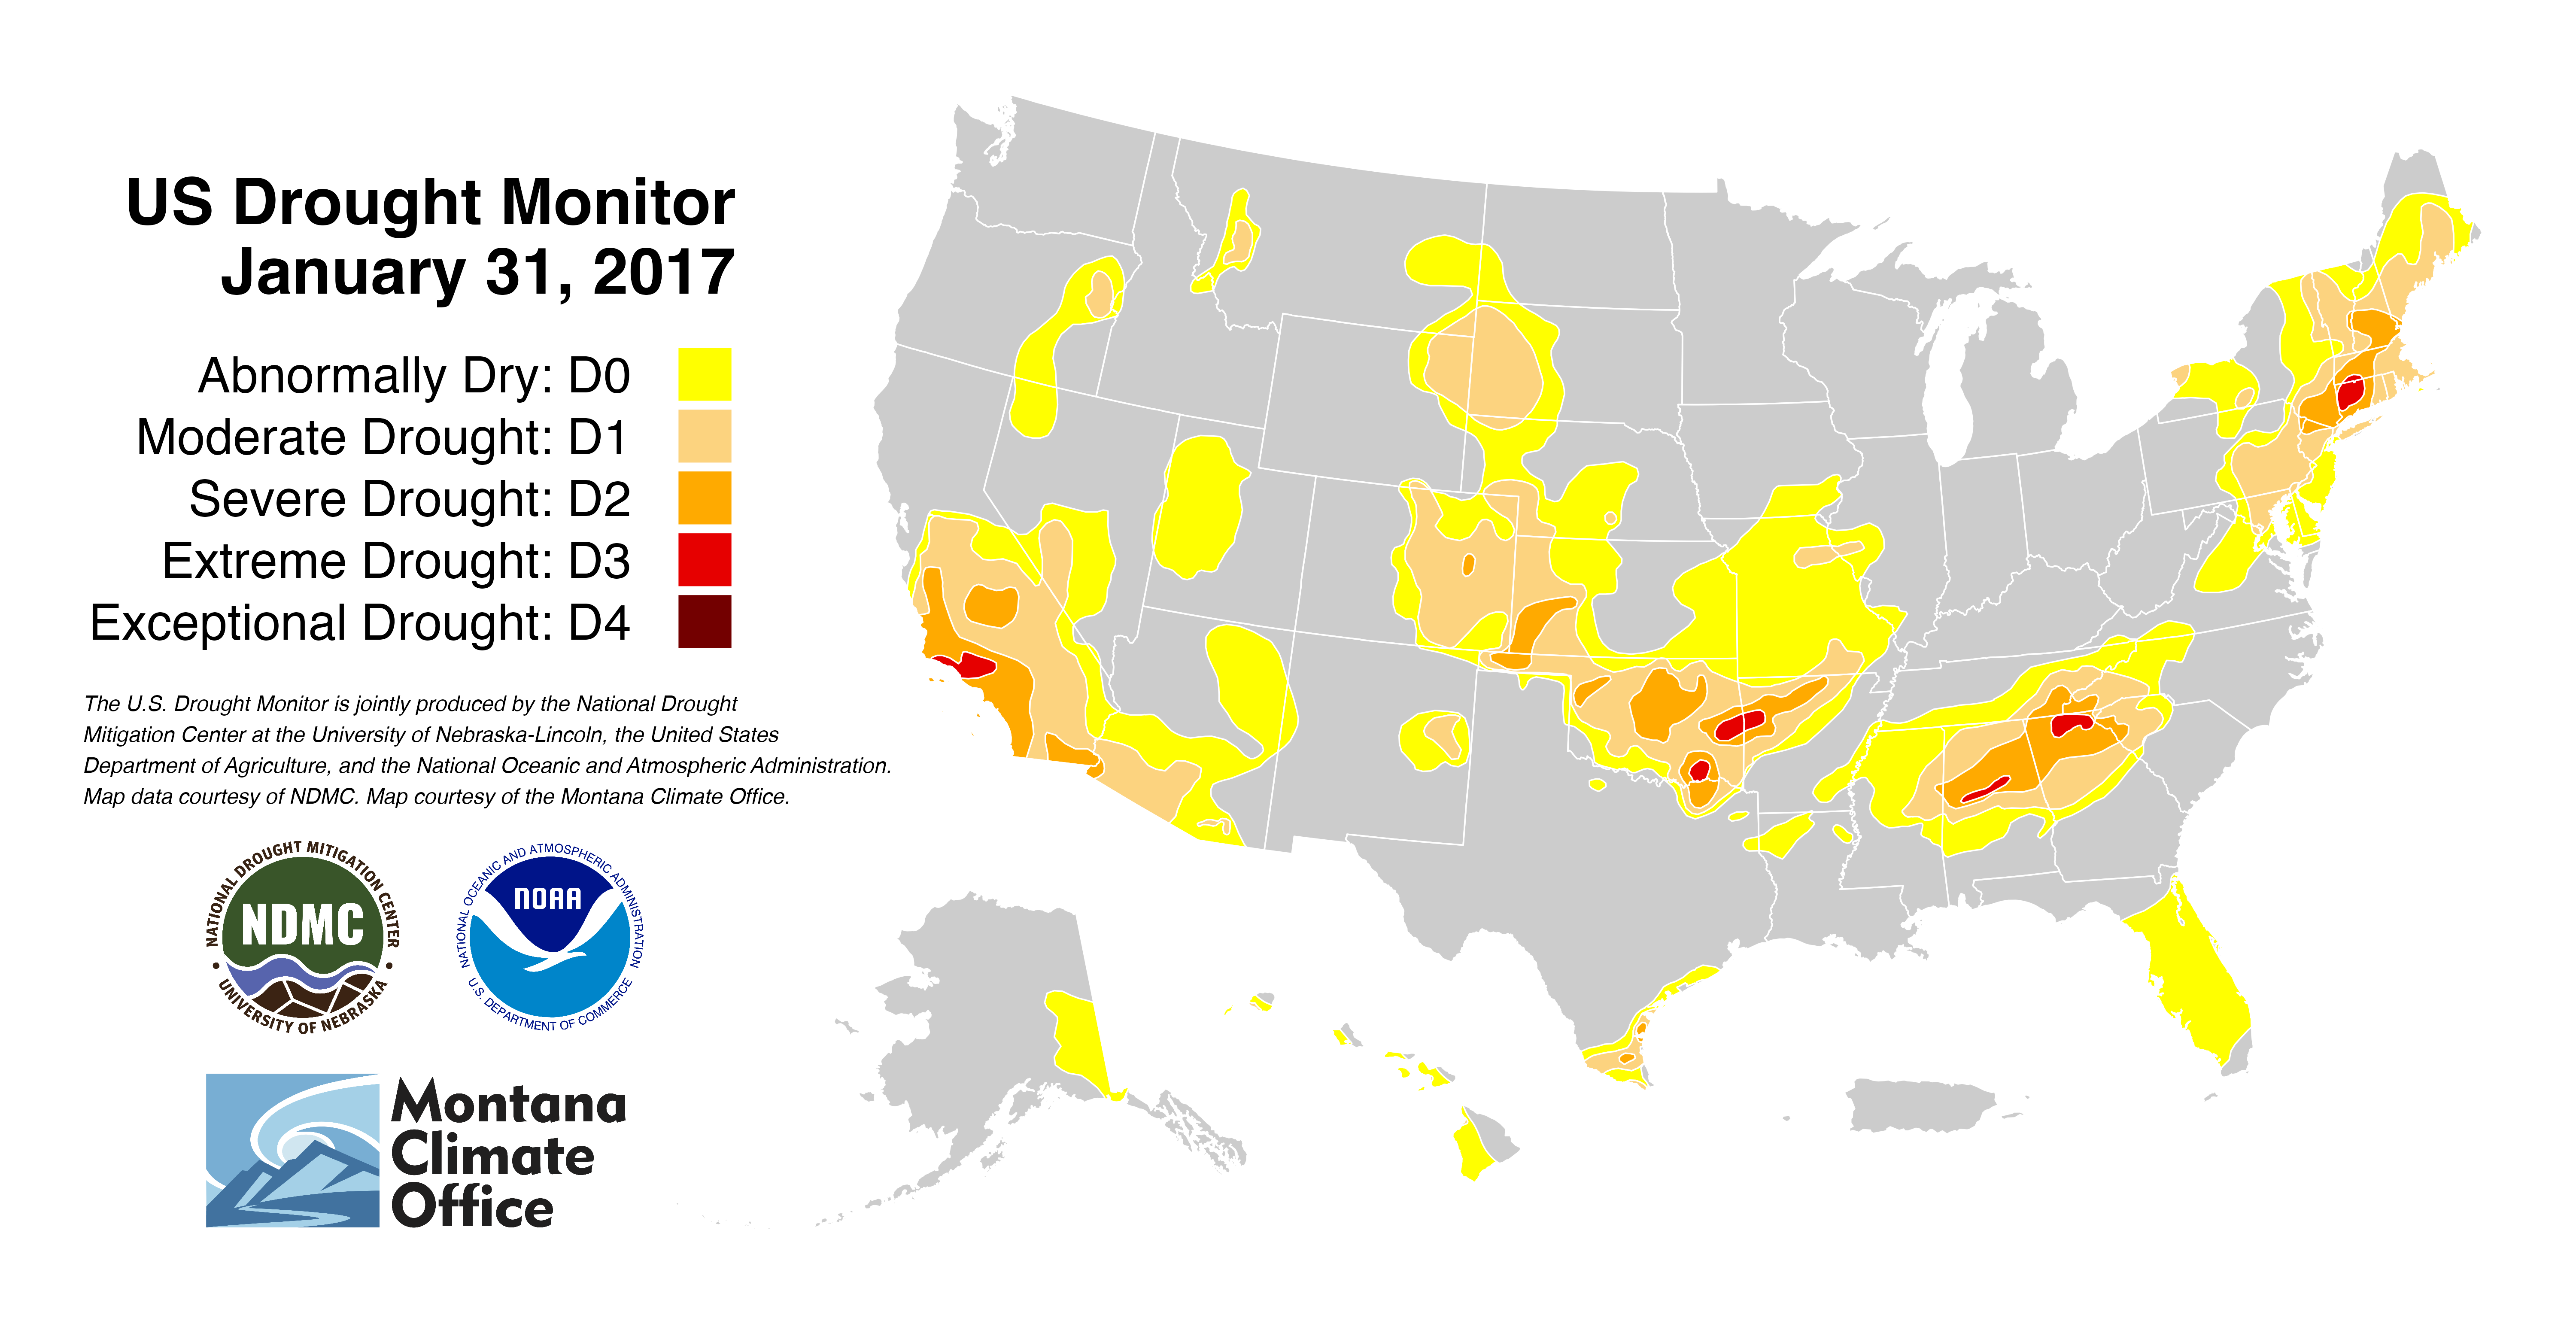 US Drought Monitor
January 31, 2017
Abnormally Dry: D0
Moderate Drought: D1
Severe Drought: D2
Extreme Drought: D3
Exceptional Drought: D4
The U.S. Drought Monitor is jointly produced by the National Drought
Mitigation Center at the University of Nebraska-Lincoln, the United States
Department of Agriculture, and the National Oceanic and Atmospheric Administration.
Map data courtesy of NDMC. Map courtesy of the Montana Climate Office.
NATIONAL DROUGHT MITIGATION CENTER
NDMC
• UNIVERSITY OF NEBRASKA •
NATIONAL OCEANIC AND ATMOSPHERIC ADMINISTRATION
NOAA
U.S. DEPARTMENT OF COMMERCE
Montana
Climate
Office